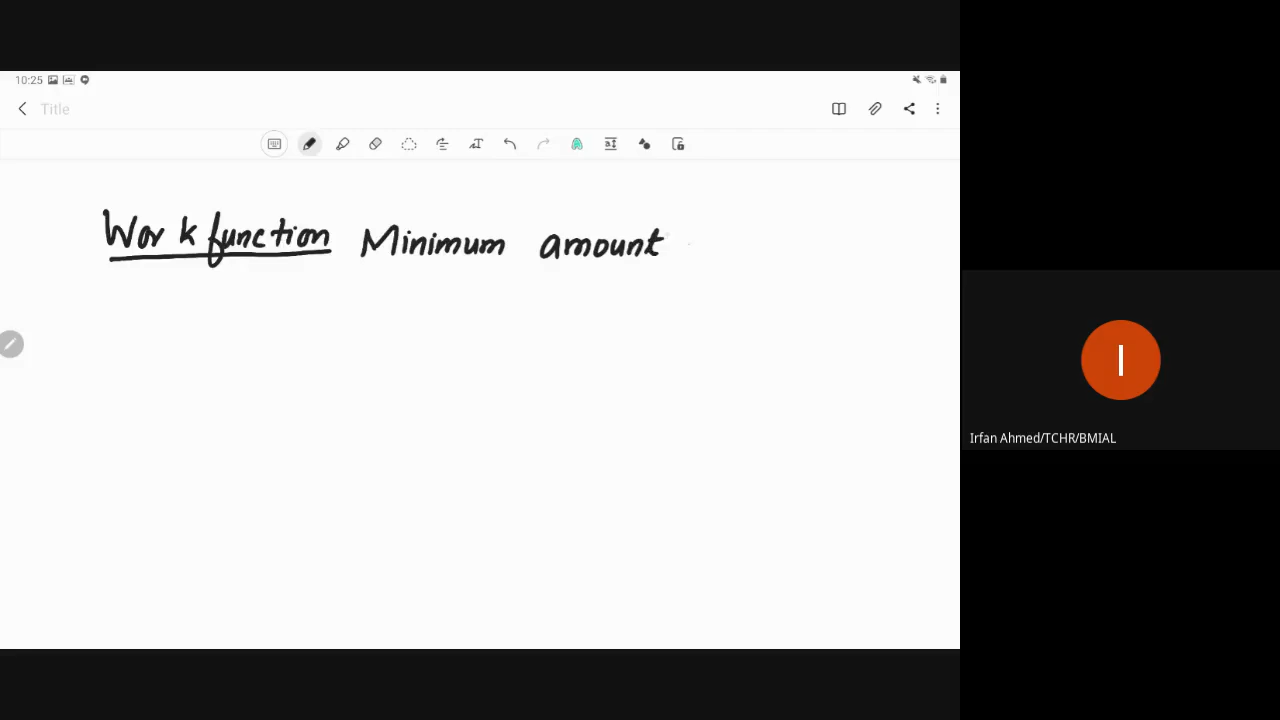 10:25
Title
Work function Minimum amount
I
Irfan Ahmed/TCHR/BMIAL